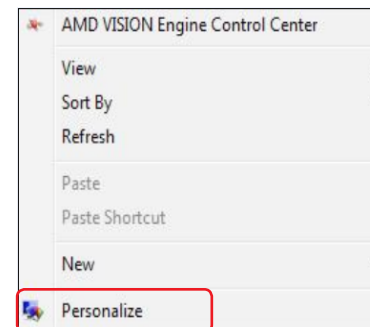 AMD VISION Engine Control Center
View
Sort By
Refresh
Paste
Paste Shortcut
New
Personalize